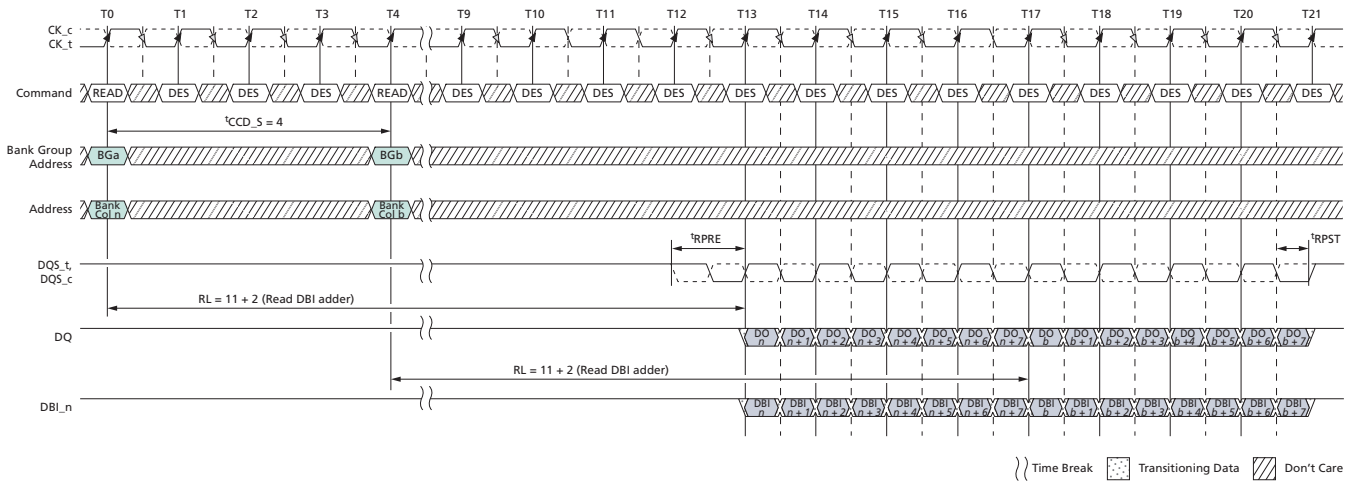 T0 T1 T2 T3 T4 T9 T10 T11 T12 T13 T14 T15 T16 T17 T18 T19 T20 T21
CK_c
CK_t
Command READ DES DES DES READ DES DES DES DES DES DES DES DES DES DES DES DES DES
tCCD_S = 4
Bank Group
Address
BGa BGb
Address
Bank
Col n
Bank
Col b
tRPRE tRPST
DQS_t,
DQS_c
RL = 11 + 2 (Read DBI adder)
DQ
DO DO DO DO DO DO DO DO DO DO DO DO DO DO DO DO
n n + 1 n + 2 n + 3 n + 4 n + 5 n + 6 n + 7 b b + 1 b + 2 b + 3 b +4 b + 5 b + 6 b + 7
RL = 11 + 2 (Read DBI adder)
DBI_n
DBI DBI DBI DBI DBI DBI DBI DBI DBI DBI DBI DBI DBI DBI DBI DBI
n n + 1 n + 2 n + 3 n + 4 n + 5 n + 6 n + 7 b b + 1 b + 2 b + 3 b + 4 b + 5 b + 6 b + 7
Time Break Transitioning Data Don't Care